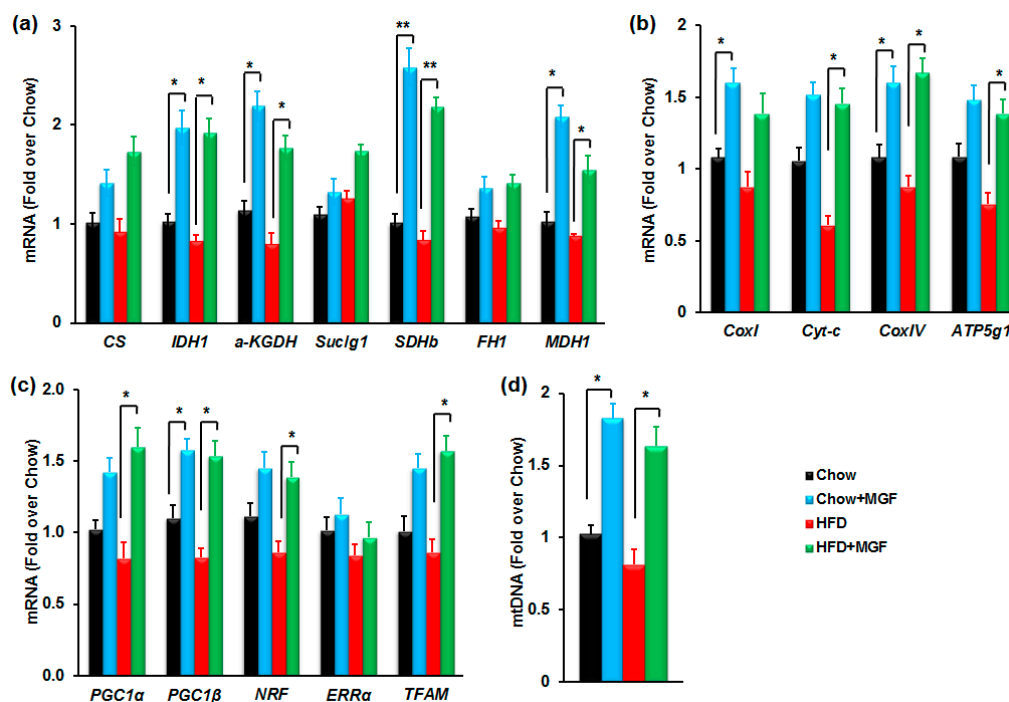 (a)
mRNA (Fold over Chow)
3
2
1
0
* * * * ** ** * *
CS IDH1 a-KGDH Suclg1 SDHb FH1 MDH1
(b)
mRNA (Fold over Chow)
2
1.5
1
0.5
0
* * * * *
CoxI Cyt-c CoxIV ATP5g1
(c)
mRNA (Fold over Chow)
2.0
1.5
1.0
0.5
0.0
* * * * *
PGC1α PGC1β NRF ERRα TFAM
(d)
mtDNA (Fold over Chow)
2
1.5
1
0.5
0
* *
Chow
Chow+MGF
HFD
HFD+MGF